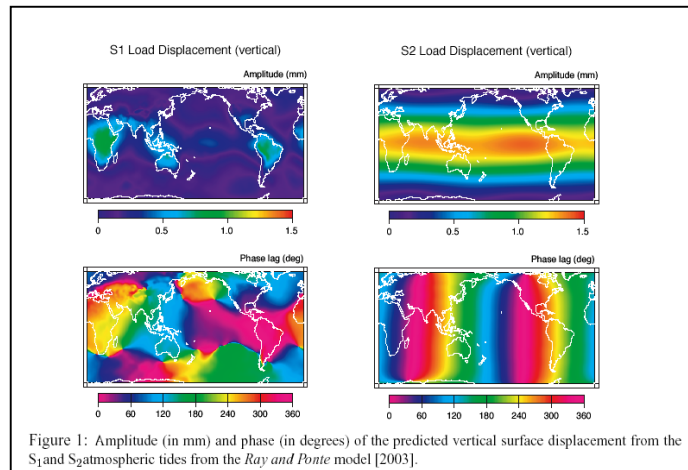 S1 Load Displacement (vertical)
S2 Load Displacement (vertical)
Amplitude (mm)
Amplitude (mm)
0 0.5 1.0 1.5
0 0.5 1.0 1.5
Phase lag (deg)
Phase lag (deg)
0 60 120 180 240 300 360
0 60 120 180 240 300 360
Figure 1: Amplitude (in mm) and phase (in degrees) of the predicted vertical surface displacement from the
S₁and S₂atmospheric tides from the Ray and Ponte model [2003].